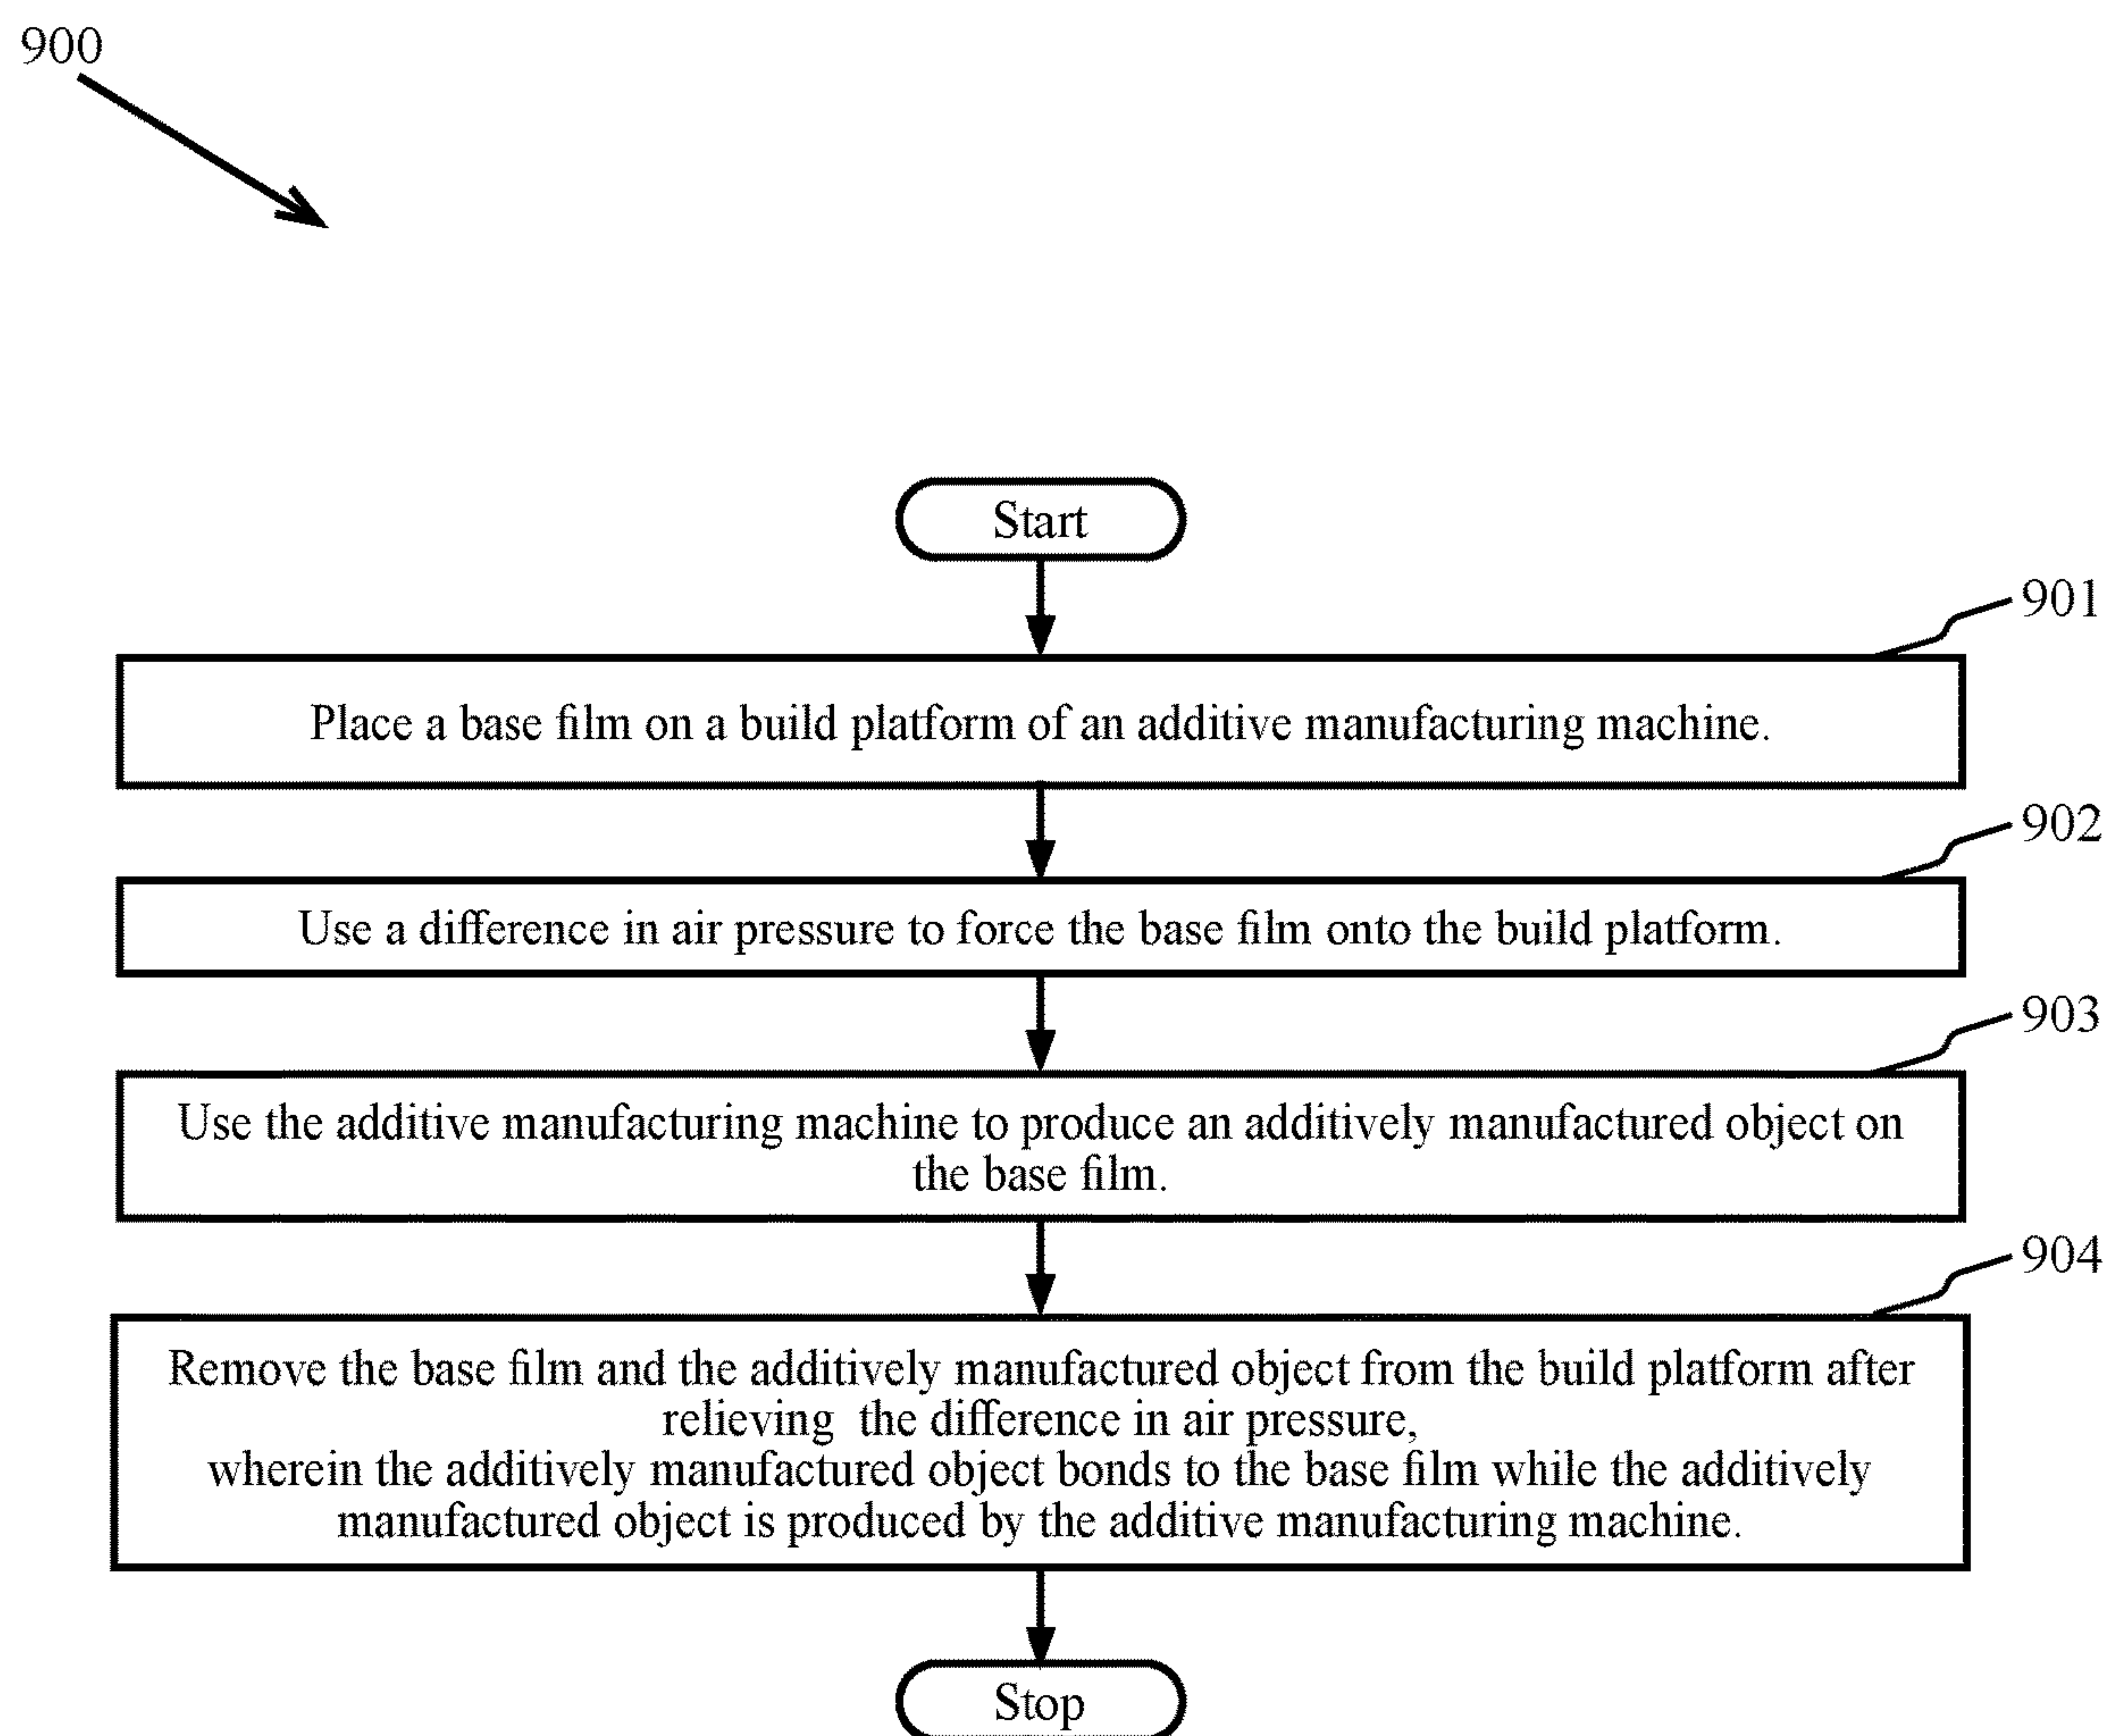 900
Start
901
Place a base film on a build platform of an additive manufacturing machine.
902
Use a difference in air pressure to force the base film onto the build platform.
903
Use the additive manufacturing machine to produce an additively manufactured object on
the base film.
904
Remove the base film and the additively manufactured object from the build platform after
relieving  the difference in air pressure,
wherein the additively manufactured object bonds to the base film while the additively
manufactured object is produced by the additive manufacturing machine.
Stop